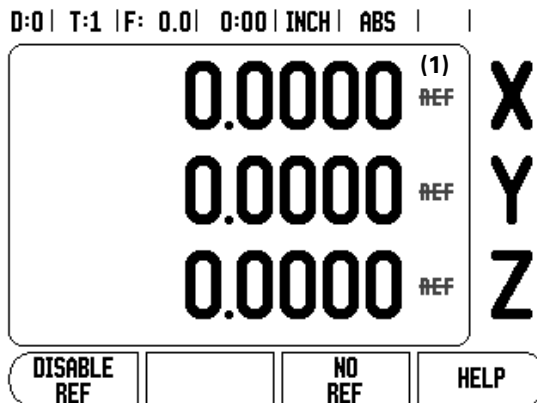 D:0| T:1 |F: 0.0| 0:00|INCH| ABS | |
(1)
0.0000 REF X
0.0000 REF Y
0.0000 REF Z
DISABLE REF
NO REF
HELP